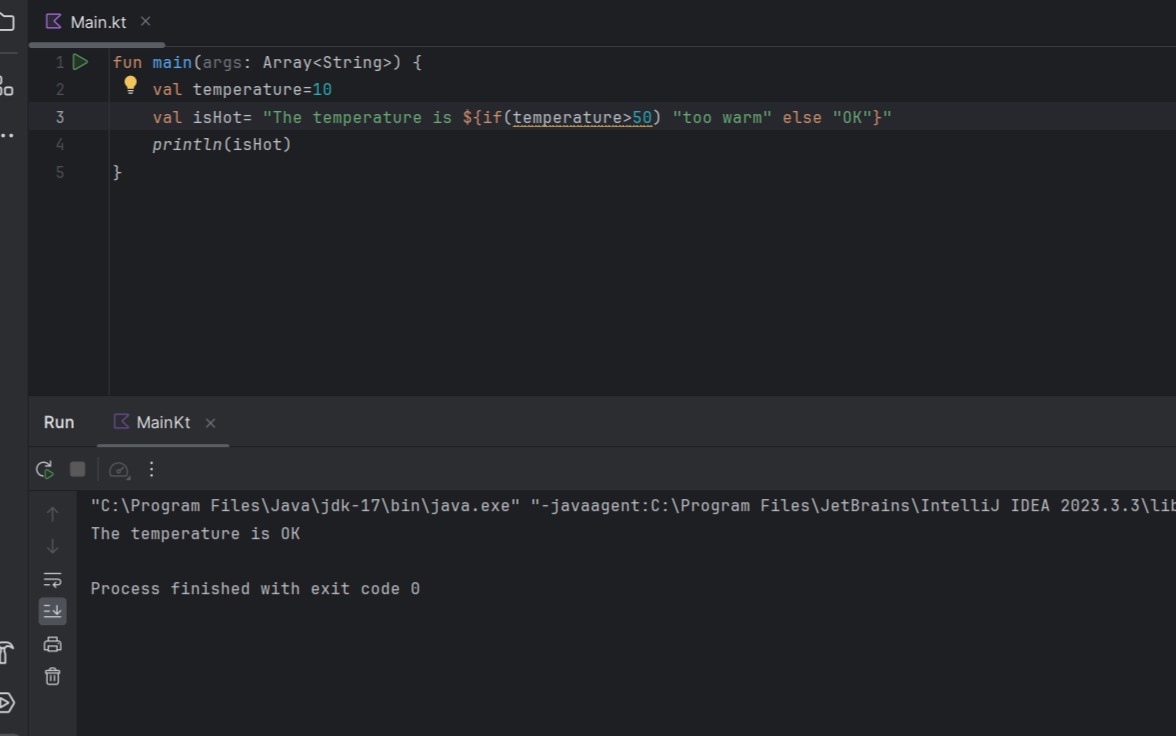 Main.kt
1 fun main(args: Array<String>) {
2 val temperature=10
3 val isHot= "The temperature is ${if(temperature>50) "too warm" else "OK"}"
4 println(isHot)
5 }
Run MainKt
"C:\Program Files\Java\jdk-17\bin\java.exe" "-javaagent:C:\Program Files\JetBrains\IntelliJ IDEA 2023.3.3\lib
The temperature is OK
Process finished with exit code 0